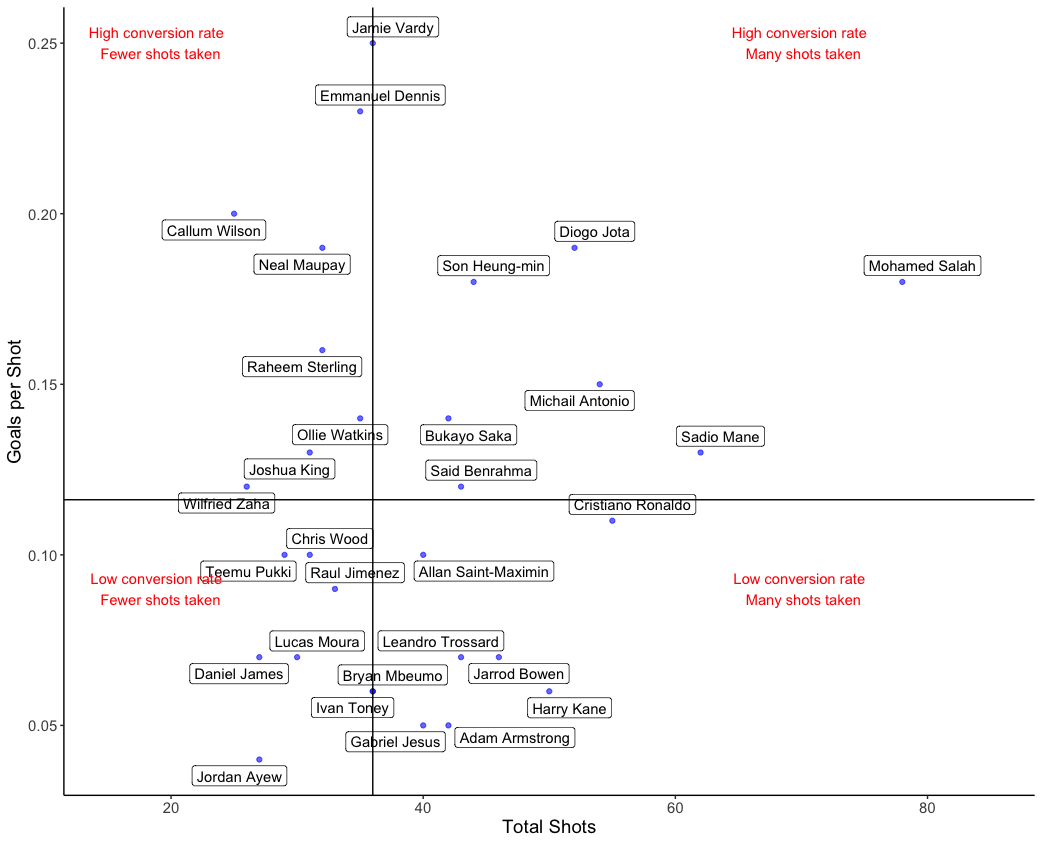 Jamie Vardy
High conversion rate
Fewer shots taken
High conversion rate
Many shots taken
0.25
Emmanuel Dennis
0.20
Callum Wilson
Diogo Jota
Neal Maupay
Son Heung-min
Mohamed Salah
Raheem Sterling
0.15
Michail Antonio
Ollie Watkins
Bukayo Saka
Sadio Mane
Joshua King
Said Benrahma
Wilfried Zaha
Cristiano Ronaldo
Chris Wood
0.10
Teemu Pukki
Raul Jimenez
Allan Saint-Maximin
Low conversion rate
Fewer shots taken
Low conversion rate
Many shots taken
Lucas Moura
Leandro Trossard
Daniel James
Bryan Mbeumo
Jarrod Bowen
Ivan Toney
Harry Kane
0.05
Gabriel Jesus
Adam Armstrong
Jordan Ayew
20
40
60
80
Total Shots
Goals per Shot